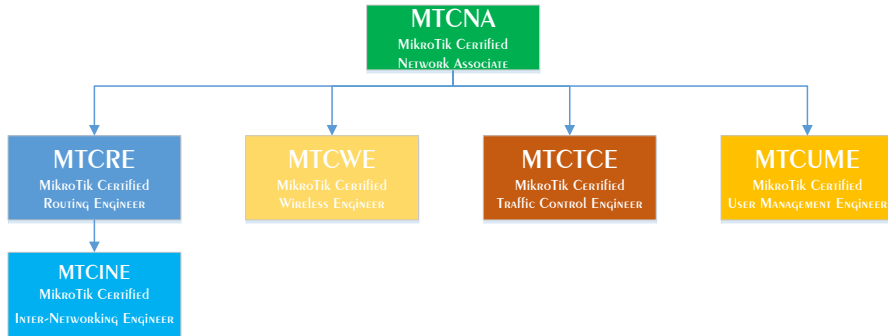 MTCNA
MikroTik Certified
Network Associate
MTCRE
MikroTik Certified
Routing Engineer
MTCWE
MikroTik Certified
Wireless Engineer
MTCTCE
MikroTik Certified
Traffic Control Engineer
MTCUME
MikroTik Certified
User Management Engineer
MTCINE
MikroTik Certified
Inter-Networking Engineer